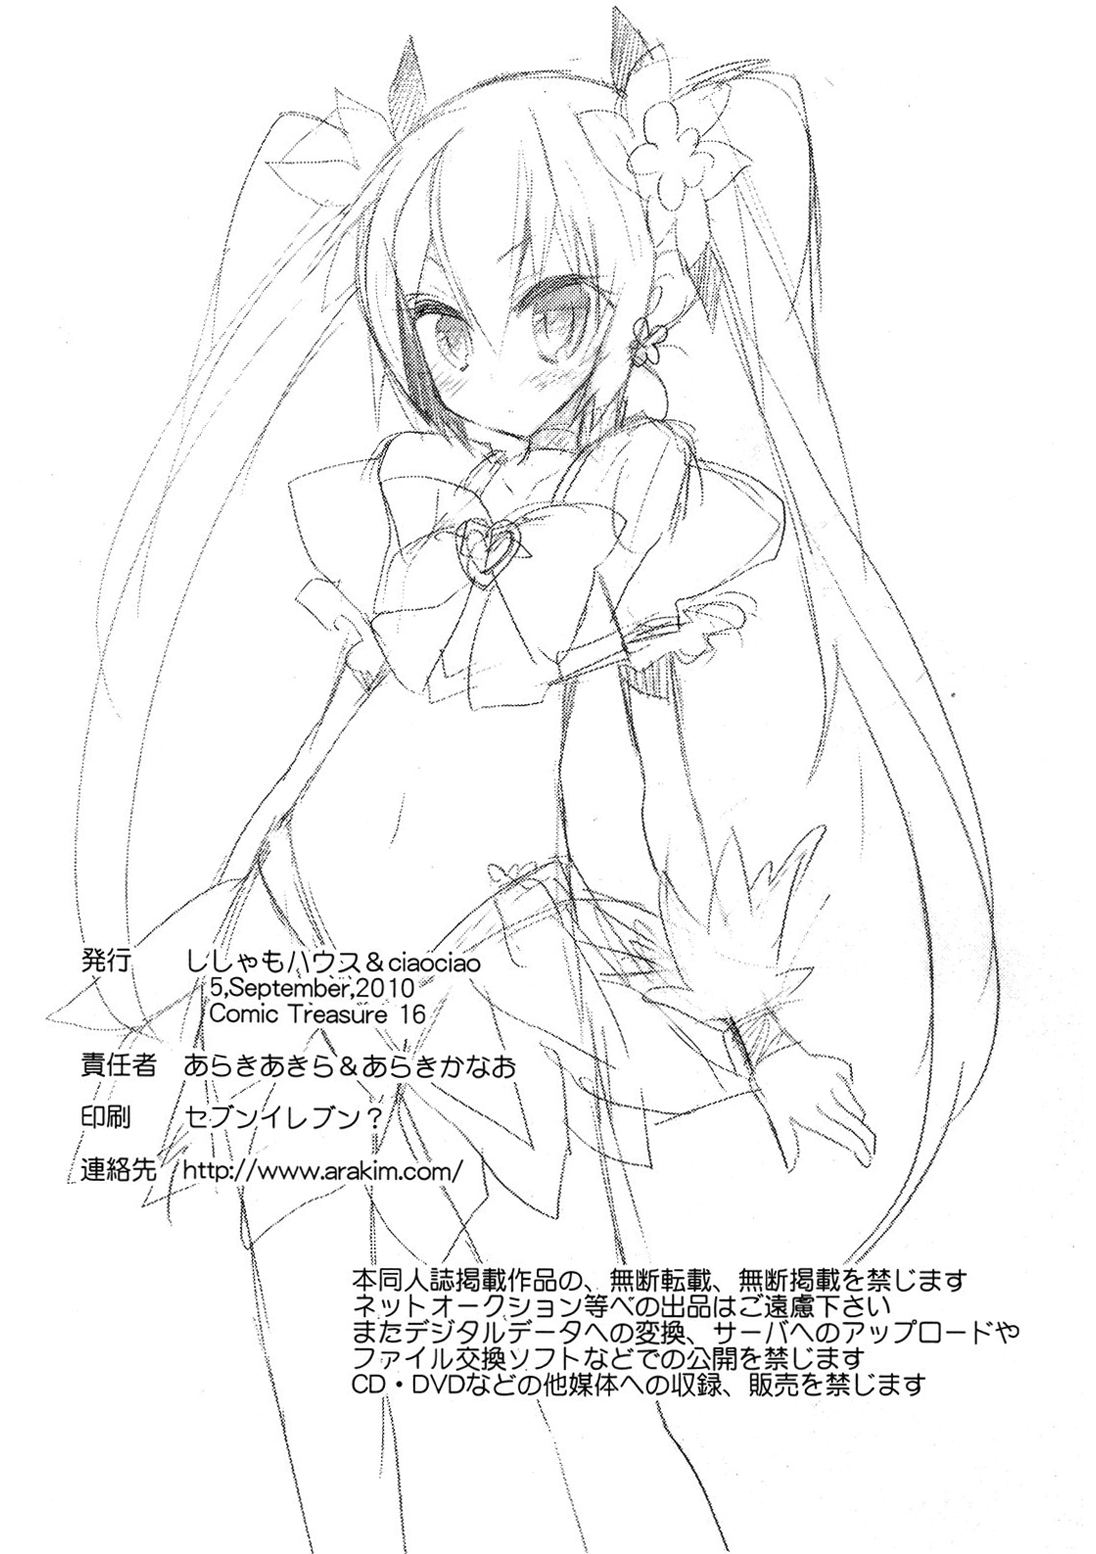 発行 ししゃもハウス＆ciaociao
5,September,2010
Comic Treasure 16
責任者 あらきあきら＆あらきかなお
印刷 セブンイレブン？
連絡先 http://www.arakim.com/
本同人誌掲載作品の、無断転載、無断掲載を禁じます
ネットオークション等への出品はご遠慮下さい
またデジタルデータへの変換、サーバへのアップロードや
ファイル交換ソフトなどでの公開を禁じます
CD・DVDなどの他媒体への収録、販売を禁じます